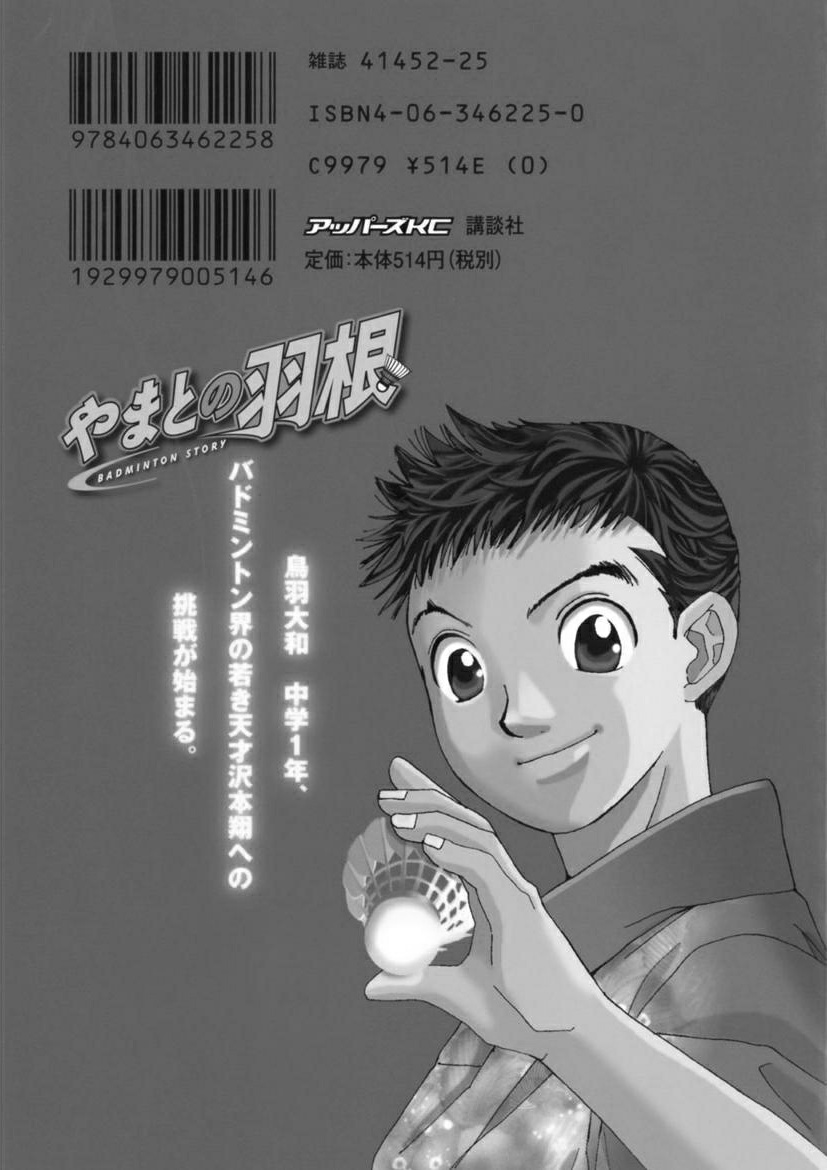 雑誌 41452-25
ISBN4-06-346225-0
9784063462258
C9979 ¥514E (0)
アッパーズKC 講談社
定価:本体514円(税別)
1929979005146
やまとの羽根
BADMINTON STORY
鳥羽大和 中学1年、
バドミントン界の若き天才沢本翔への
挑戦が始まる。